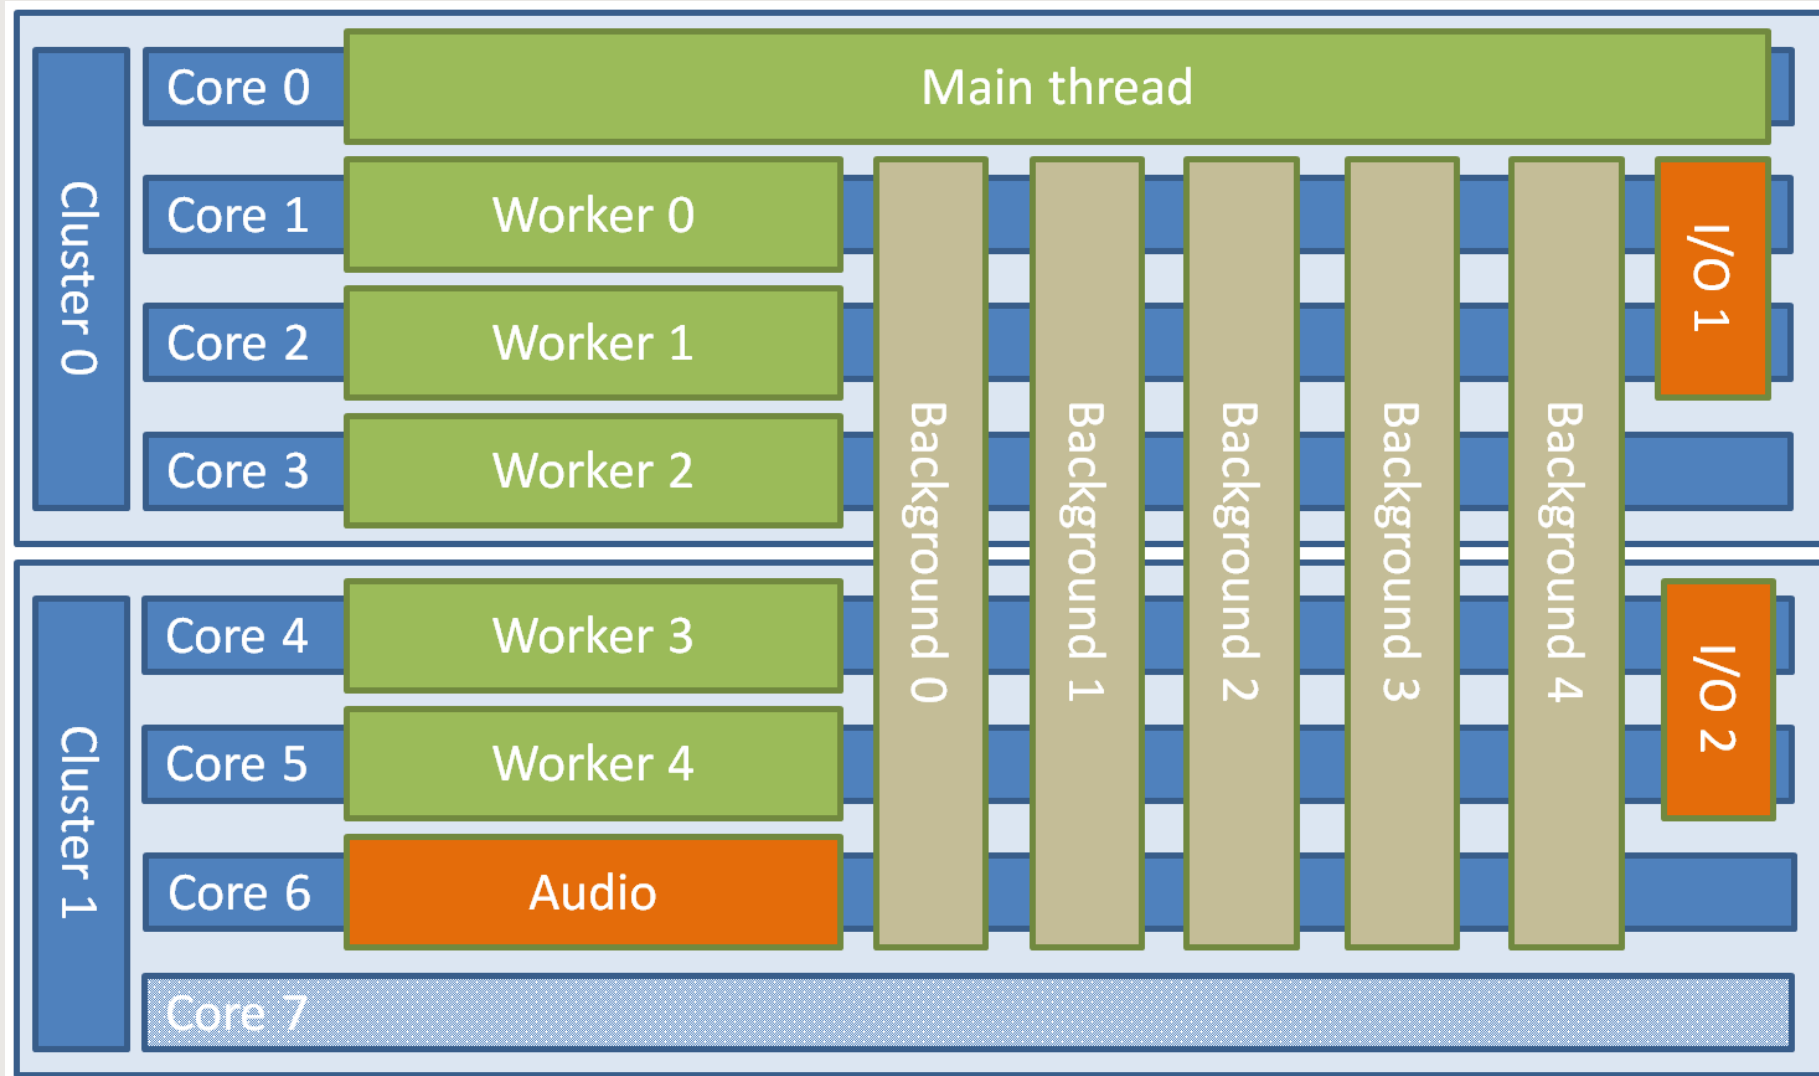 Cluster 0
Core 0
Main thread
Core 1
Worker 0
Core 2
Worker 1
Core 3
Worker 2
Background 0
Background 1
Background 2
Background 3
Background 4
I/O 1
Cluster 1
Core 4
Worker 3
Core 5
Worker 4
Core 6
Audio
I/O 2
Core 7